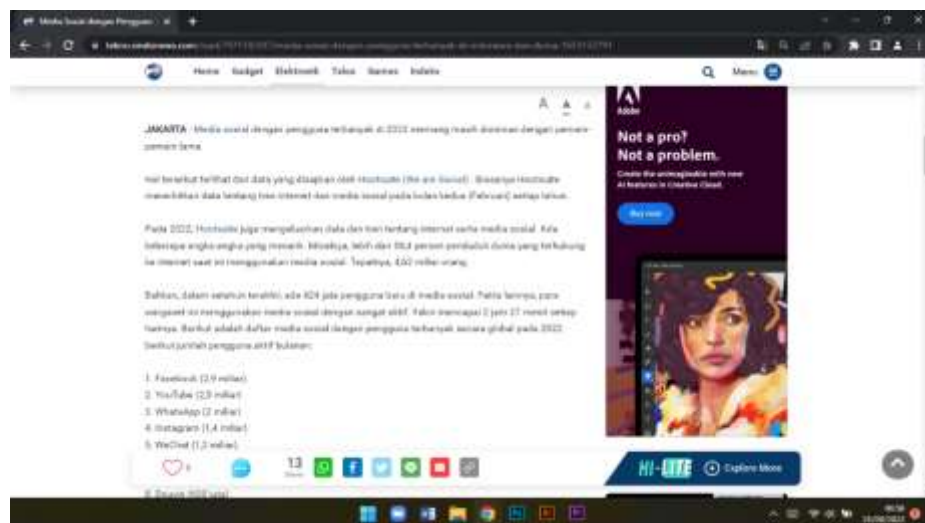 Media Sosial dengan Pengguna
Home Gadget Elektronik Tekno Games Indeks
Menu
A A A
JAKARTA - Media sosial dengan pengguna terbanyak di 2022 memang masih dominan dengan pemain-
pemain lama.
Hal tersebut terlihat dari data yang disajikan oleh Hootsuite (We are Social). Biasanya Hootsuite
menerbitkan data tentang tren internet dan media sosial pada bulan kedua (Februari) setiap tahun.
Pada 2022, Hootsuite juga mengeluarkan data dan tren tentang internet serta media sosial. Ada
beberapa angka-angka yang menarik. Misalnya, lebih dari 58,4 persen penduduk dunia yang terhubung
ke internet saat ini menggunakan media sosial. Tepatnya, 4,62 miliar orang.
Bahkan, dalam setahun terakhir, ada 424 juta pengguna baru di media sosial. Fakta lainnya, para
warganet ini menggunakan media sosial dengan sangat aktif. Yakni mencapai 2 jam 27 menit setiap
harinya. Berikut adalah daftar media sosial dengan pengguna terbanyak secara global pada 2022
berikut jumlah pengguna aktif bulanan:
1. Facebook (2,9 miliar)
2. YouTube (2,5 miliar)
3. WhatsApp (2 miliar)
4. Instagram (1,4 miliar)
5. WeChat (1,2 miliar)
13
Adobe
Not a pro?
Not a problem.
Create the unimaginable with new
AI features in Creative Cloud.
Buy now
HI-LITE
Explore More